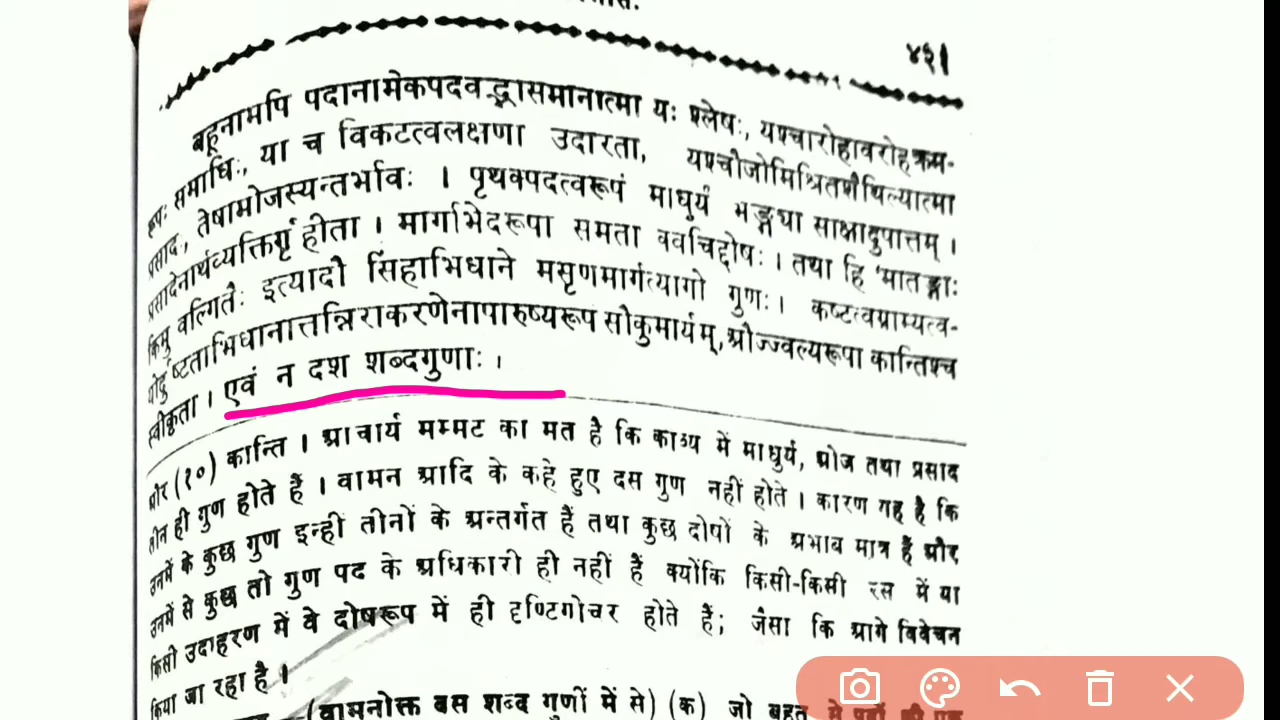 ४२१
बहूनामपि पदानामेकपदवद्भासमानात्मा यः श्लेषः, यश्चारोहावरोहक्रम-
रूपः समाधिः, या च विकटत्वलक्षणा उदारता, यश्चौजोमिश्रितशैथिल्यात्मा
प्रसादः, तेषामोजस्यन्तर्भावः । पृथक्पदत्वरूपं माधुर्यं भङ्ग्या साक्षादुपात्तम् ।
प्रसादेनार्थव्यक्तिर्गृहीता । मार्गाभेदरूपा समता क्वचिद्दोषः । तथा हि 'मातङ्गाः
किमु वल्गितैः इत्यादौ सिंहाभिधाने मसृणमार्गत्यागो गुणः । कष्टत्वग्राम्यत्व-
योर्दुष्टताभिधानात्तन्निराकरणेनापारुष्यरूप सौकुमार्यम्, औज्ज्वल्यरूपा कान्तिश्च
स्वीकृता । एवं न दश शब्दगुणाः ।
और (१०) कान्ति । आचार्य मम्मट का मत है कि काव्य में माधुर्य, ओज तथा प्रसाद
तीन ही गुण होते हैं । वामन आदि के कहे हुए दस गुण नहीं होते । कारण यह है कि
उनमें के कुछ गुण इन्हीं तीनों के अन्तर्गत हैं तथा कुछ दोषों के अभाव मात्र हैं और
उनमें से कुछ तो गुण पद के अधिकारी ही नहीं हैं क्योंकि किसी-किसी रस में या
किसी उदाहरण में वे दोषरूप में ही दृष्टिगोचर होते हैं; जैसा कि आगे विवेचन
किया जा रहा है ।
(वामनोक्त दस शब्द गुणों में से) (क) जो बहुत से पदों की एक